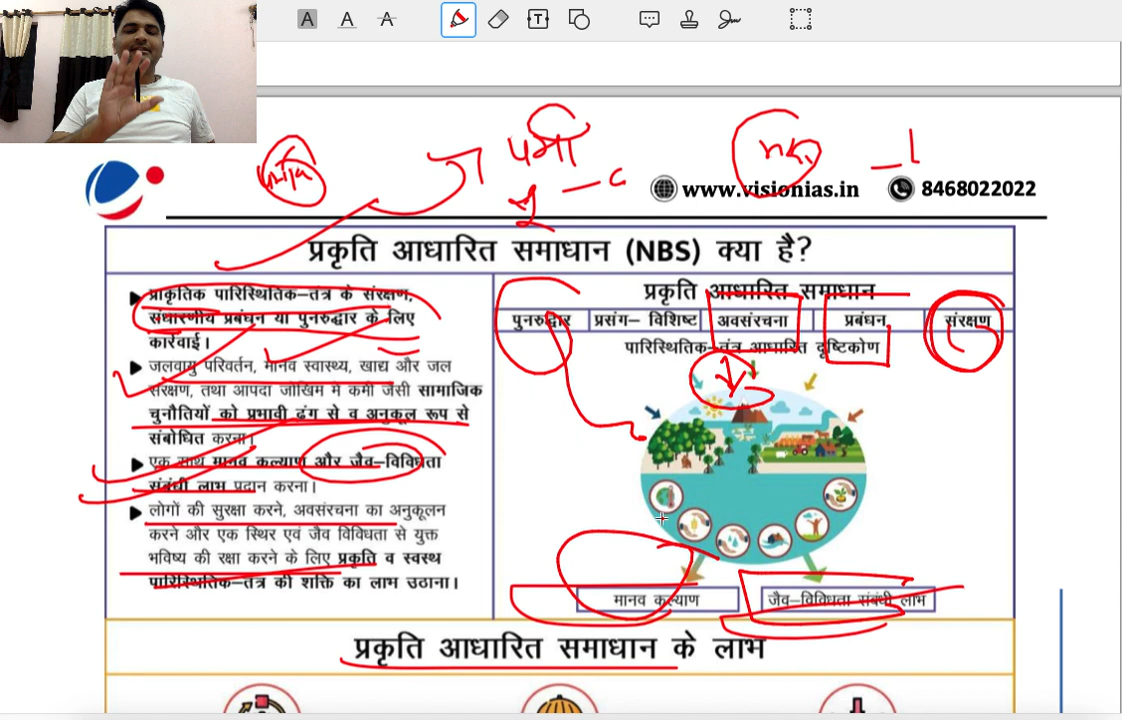 www.visionias.in
8468022022
प्रकृति आधारित समाधान (NBS) क्या है?
प्राकृतिक पारिस्थितिक–तंत्र के संरक्षण,
संधारणीय प्रबंधन या पुनरुद्धार के लिए
कार्रवाई।
जलवायु परिवर्तन, मानव स्वास्थ्य, खाद्य और जल
संरक्षण, तथा आपदा जोखिम में कमी जैसी सामाजिक
चुनौतियों को प्रभावी ढंग से व अनुकूल रूप से
संबोधित करना।
एक साथ मानव कल्याण और जैव–विविधता
संबंधी लाभ प्रदान करना।
लोगों की सुरक्षा करने, अवसंरचना का अनुकूलन
करने और एक स्थिर एवं जैव विविधता से युक्त
भविष्य की रक्षा करने के लिए प्रकृति व स्वस्थ
पारिस्थितिक–तंत्र की शक्ति का लाभ उठाना।
प्रकृति आधारित समाधान
पुनरुद्धार प्रसंग– विशिष्ट अवसंरचना प्रबंधन संरक्षण
पारिस्थितिक–तंत्र आधारित दृष्टिकोण
मानव कल्याण
जैव–विविधता संबंधी लाभ
प्रकृति आधारित समाधान के लाभ